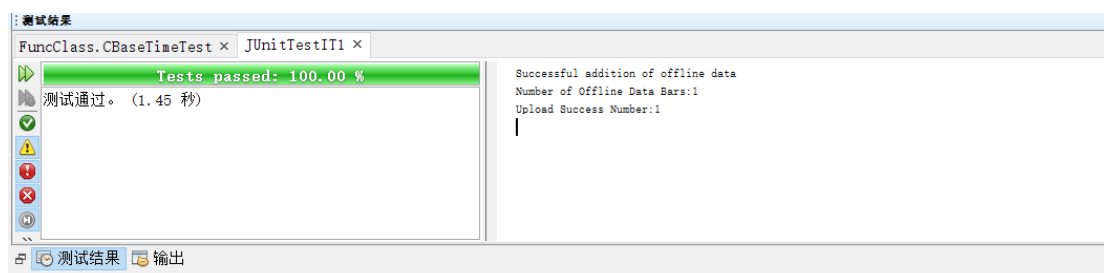 测试结果
FuncClass.CBaseTimeTest × JUnitTestIT1 ×
Tests passed: 100.00 %
测试通过。 (1.45 秒)
Successful addition of offline data
Number of Offline Data Bars:1
Upload Success Number:1
测试结果 输出